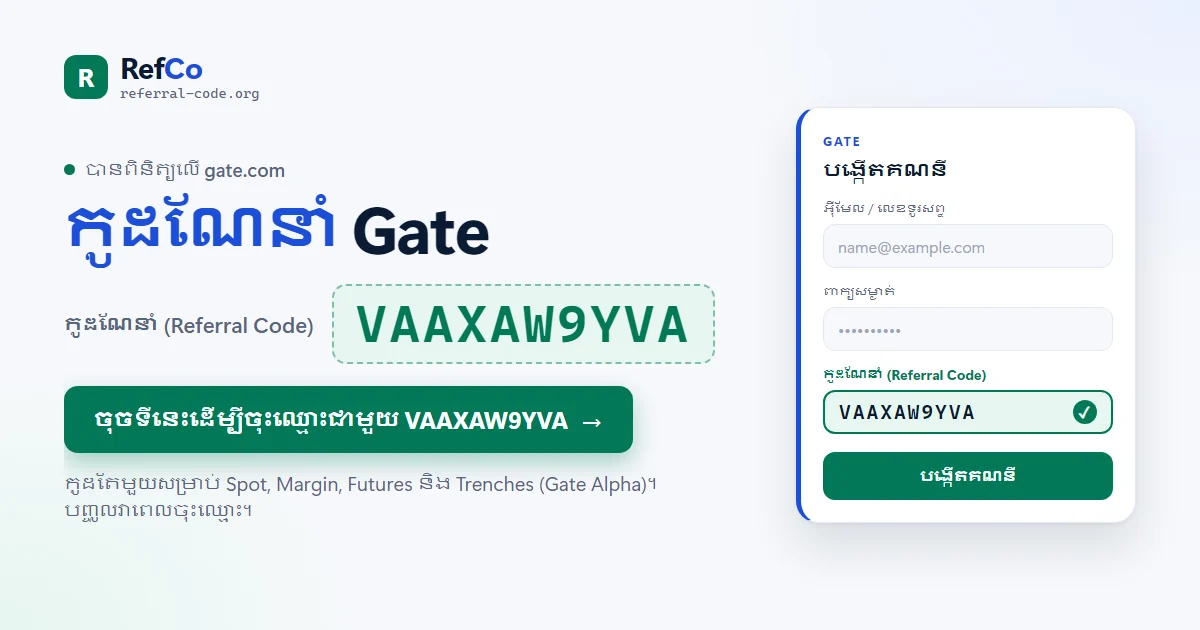 R
RefCo
referral-code.org
បានពិនិត្យលើ gate.com
កូដណែនាំ Gate
កូដណែនាំ (Referral Code)
VAAXAW9YVA
ចុចទីនេះដើម្បីចុះឈ្មោះជាមួយ VAAXAW9YVA →
កូដតែមួយសម្រាប់ Spot, Margin, Futures និង Trenches (Gate Alpha)។
បញ្ចូលវាពេលចុះឈ្មោះ។
GATE
បង្កើតគណនី
អ៊ីមែល / លេខទូរសព្ទ
name@example.com
ពាក្យសម្ងាត់
••••••••••
កូដណែនាំ (Referral Code)
VAAXAW9YVA ✓
បង្កើតគណនី